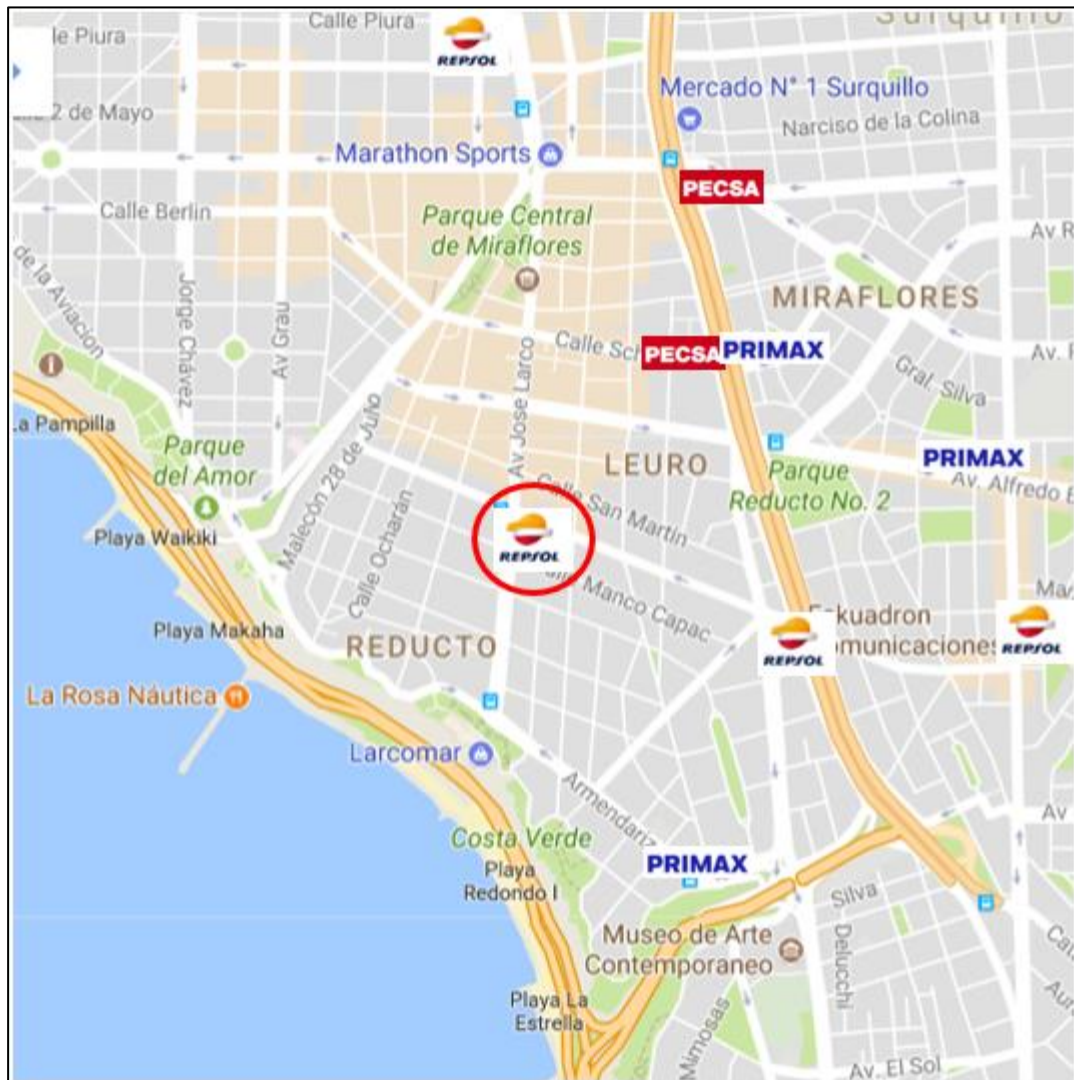 Surquillo
le Piura
Calle Piura
REPSOL
Mercado N° 1 Surquillo
2 de Mayo
Narciso de la Colina
Marathon Sports
PECSA
Calle Berlin
Parque Central
de Miraflores
Av R
de la Aviacion
Jorge Chávez
Av Grau
MIRAFLORES
Calle Sch
PECSA
PRIMAX
Av. F
Av Jose Larco
Gral. Silva
La Pampilla
Malecón 28 de Julio
Parque
del Amor
LEURO
Parque
Reducto No. 2
PRIMAX
Av. Alfredo B
Calle San Martin
Calle Ocharán
Playa Waikiki
REPSOL
Manco Capac
Playa Makaha
REDUCTO
REPSOL
Eskuadron
omunicaciones
REPSOL
La Rosa Náutica
Larcomar
Armendariz
Av
Costa Verde
Playa
Redondo I
PRIMAX
Silva
Delucchi
Museo de Arte
Contemporaneo
Playa La
Estrella
Mimosas
Av. El Sol